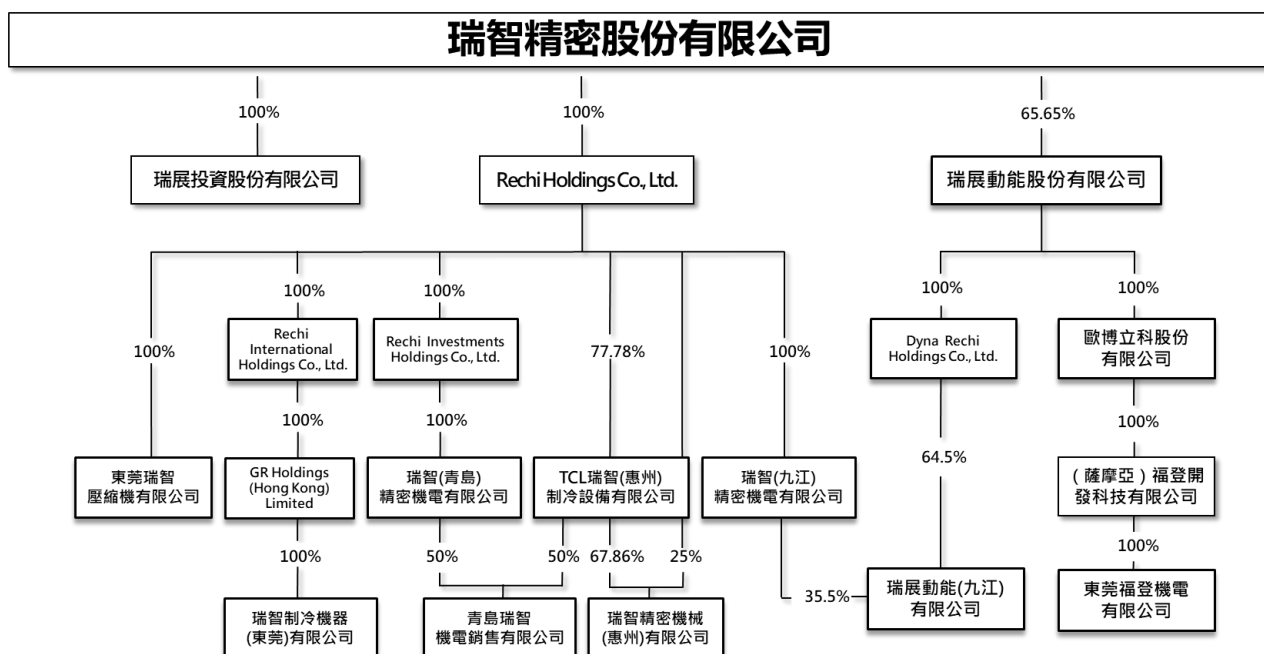 瑞智精密股份有限公司
100%
100%
65.65%
瑞展投資股份有限公司
Rechi Holdings Co., Ltd.
瑞展動能股份有限公司
100%
100%
100%
100%
Rechi
International
Holdings Co., Ltd.
Rechi Investments
Holdings Co., Ltd.
Dyna Rechi
Holdings Co., Ltd.
歐博立科股份
有限公司
100%
77.78%
100%
100%
100%
100%
64.5%
東莞瑞智
壓縮機有限公司
GR Holdings
(Hong Kong)
Limited
瑞智(青島)
精密機電有限公司
TCL瑞智(惠州)
制冷設備有限公司
瑞智(九江)
精密機電有限公司
(薩摩亞)福登開
發科技有限公司
100%
50%
50%
67.86%
25%
100%
35.5%
瑞智制冷機器
(東莞)有限公司
青島瑞智
機電銷售有限公司
瑞智精密機械
(惠州)有限公司
瑞展動能(九江)
有限公司
東莞福登機電
有限公司